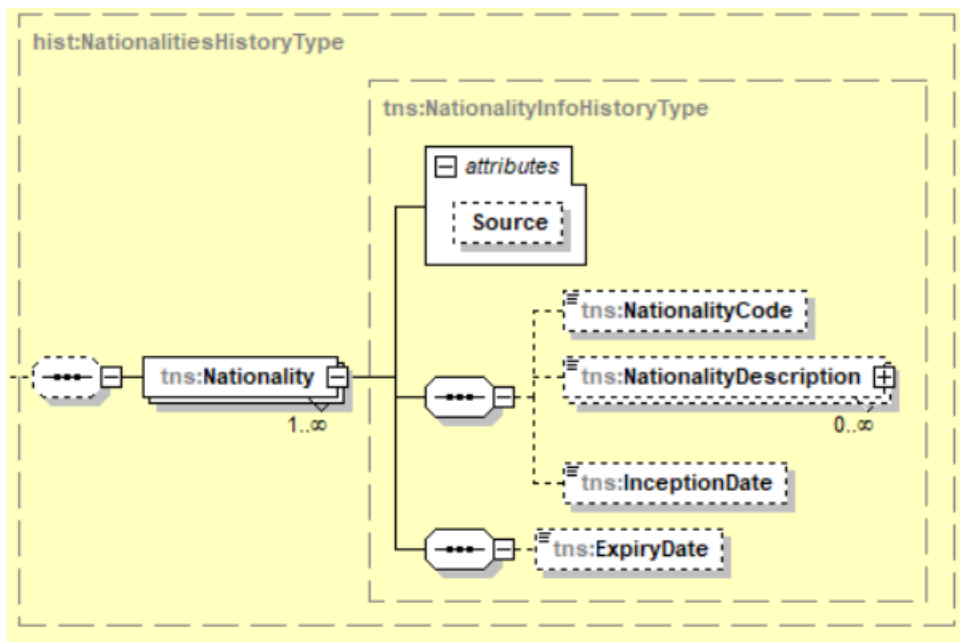 hist:NationalitiesHistoryType
tns:NationalityInfoHistoryType
attributes
Source
tns:NationalityCode
tns:Nationality
1..∞
tns:NationalityDescription
0..∞
tns:InceptionDate
tns:ExpiryDate